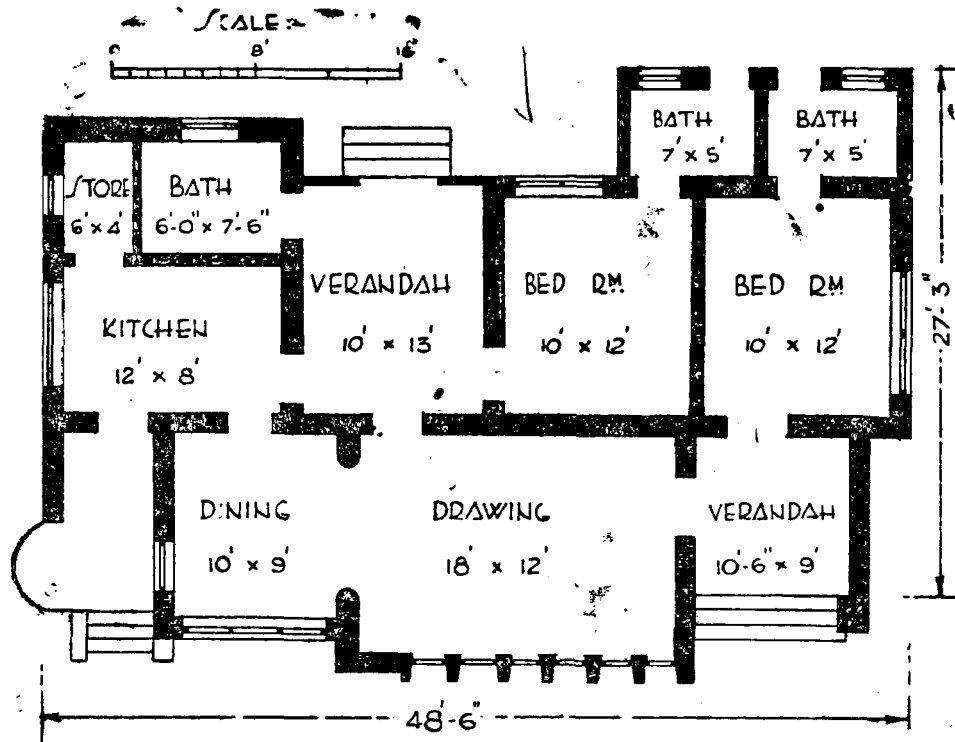 SCALE
0 8' 16'
BATH
7' x 5'
BATH
7' x 5'
STORE
6' x 4'
BATH
6'-0" x 7'-6"
VERANDAH
10' x 13'
BED RM.
10' x 12'
BED RM.
10' x 12'
KITCHEN
12' x 8'
27'-3"
DINING
10' x 9'
DRAWING
18' x 12'
VERANDAH
10'-6" x 9'
48'-6"